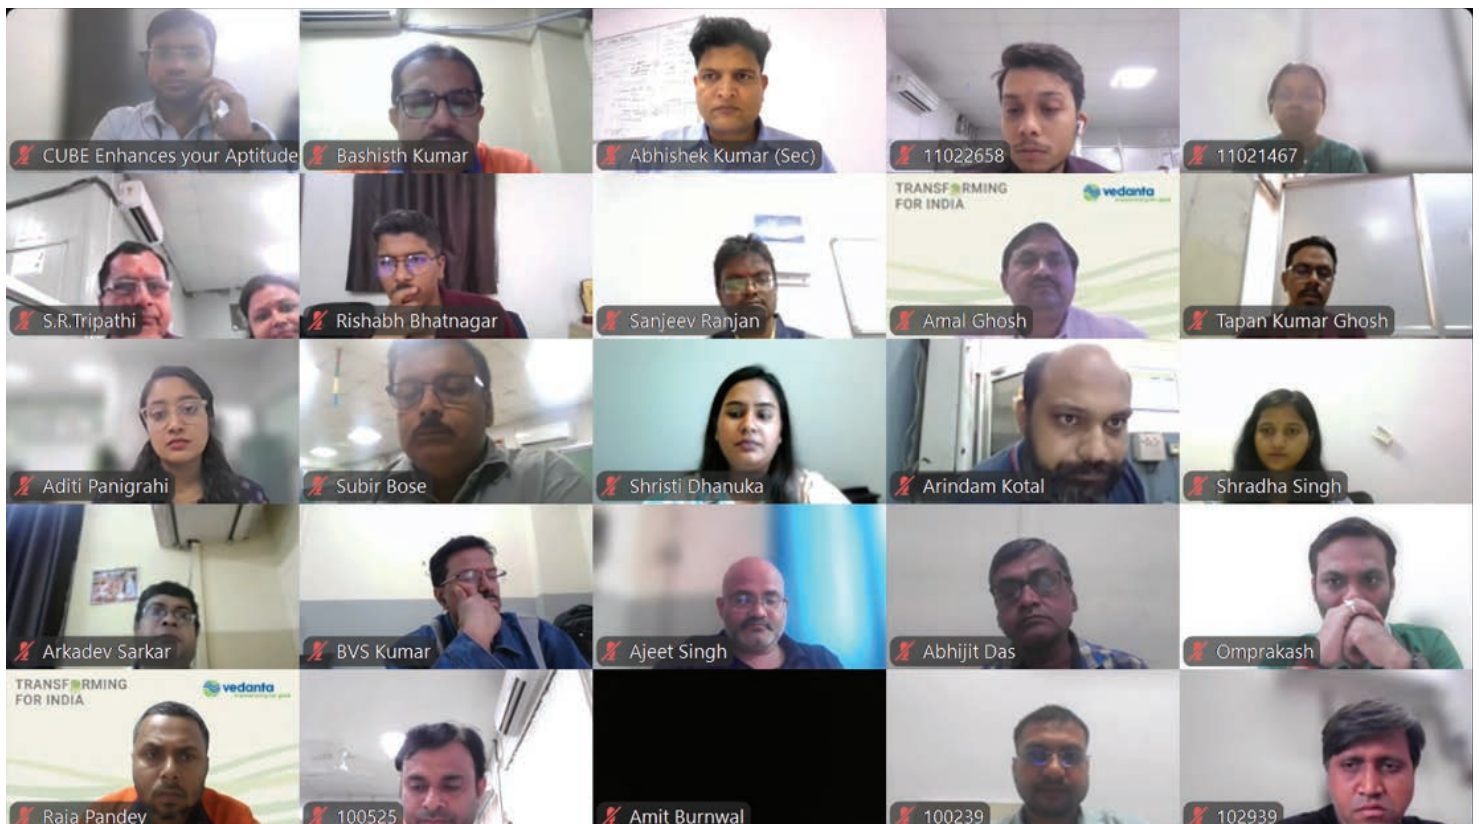 CUBE Enhances your Aptitude
Bashisth Kumar
Abhishek Kumar (Sec)
11022658
11021467
S.R.Tripathi
Rishabh Bhatnagar
Sanjeev Ranjan
TRANSFORMING
FOR INDIA
vedanta
Amal Ghosh
Tapan Kumar Ghosh
Aditi Panigrahi
Subir Bose
Shristi Dhanuka
Arindam Kotal
Shradha Singh
Arkadev Sarkar
BVS Kumar
Ajeet Singh
Abhijit Das
Omprakash
TRANSFORMING
FOR INDIA
vedanta
Raja Pandey
100525
Amit Burnwal
100239
102939